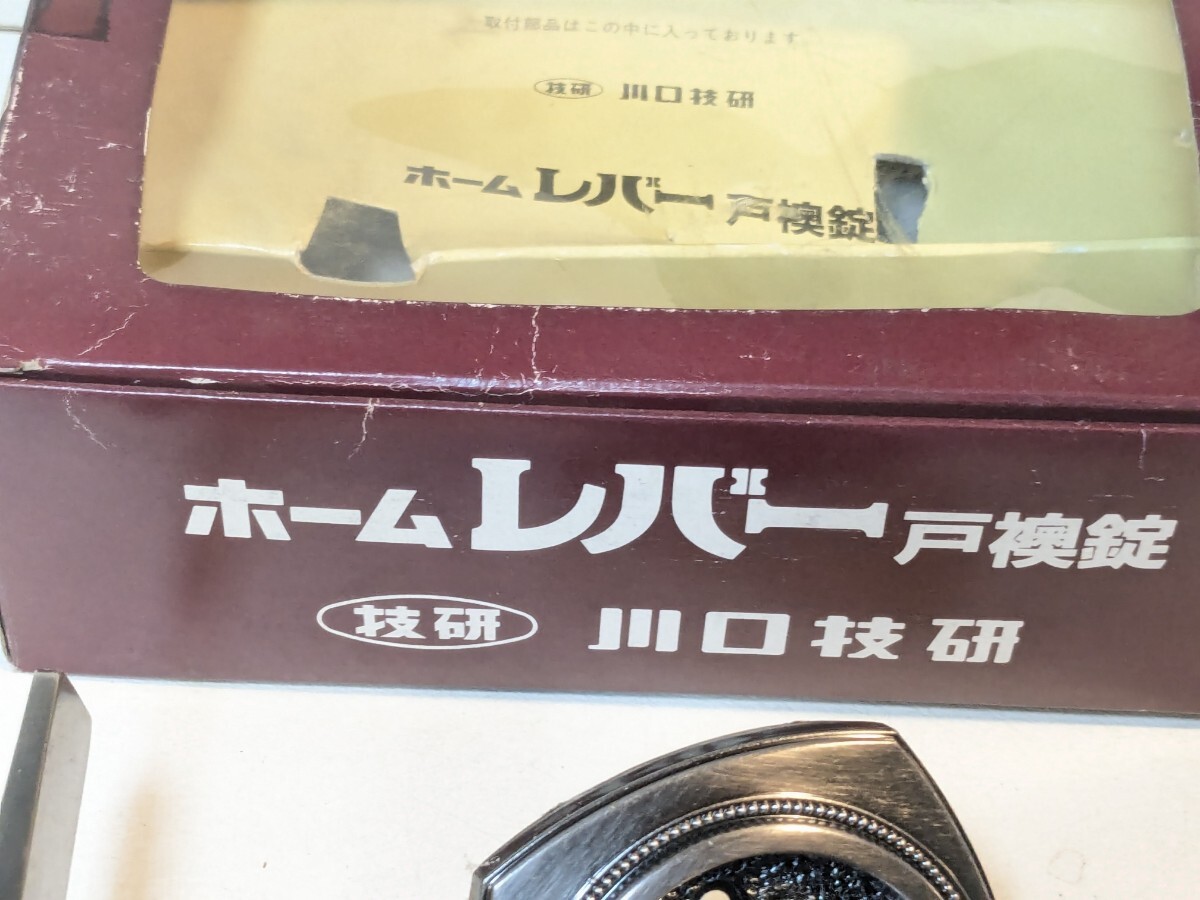 取付部品はこの中に入っております
技研 川口技研
ホームレバー戸襖錠
ホームレバー戸襖錠
技研 川口技研